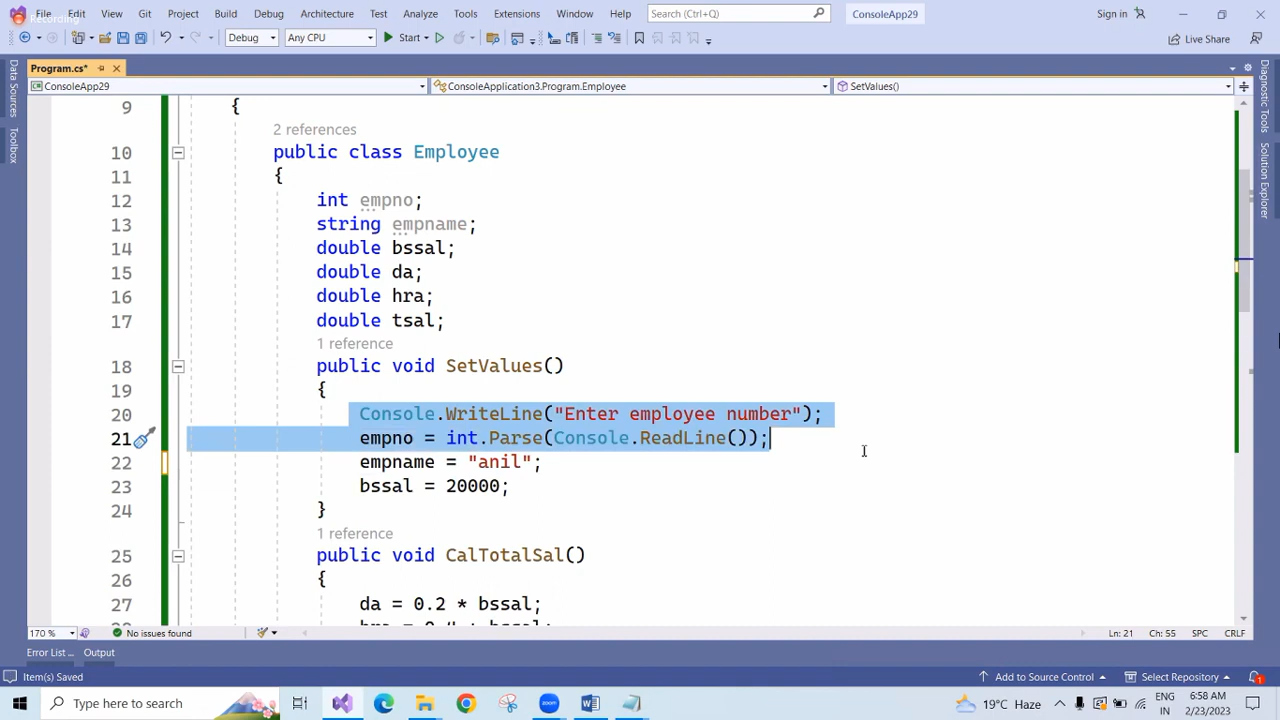 Recording
File Edit View Git Project Build Debug Architecture Test Analyze Tools Extensions Window Help Search (Ctrl+Q) ConsoleApp29 Sign in
Debug Any CPU Start Live Share
Program.cs*
ConsoleApp29 ConsoleApplication3.Program.Employee SetValues()
Data Sources
Toolbox
Diagnostic Tools
Solution Explorer
9 {
2 references
10 public class Employee
11 {
12 int empno;
13 string empname;
14 double bssal;
15 double da;
16 double hra;
17 double tsal;
1 reference
18 public void SetValues()
19 {
20 Console.WriteLine("Enter employee number");
21 empno = int.Parse(Console.ReadLine());
22 empname = "anil";
23 bssal = 20000;
24 }
1 reference
25 public void CalTotalSal()
26 {
27 da = 0.2 * bssal;
170 % No issues found Ln: 21 Ch: 55 SPC CRLF
Error List ... Output
Item(s) Saved Add to Source Control Select Repository 1
Type here to search 19°C Haze ENG 6:58 AM
IN 2/23/2023